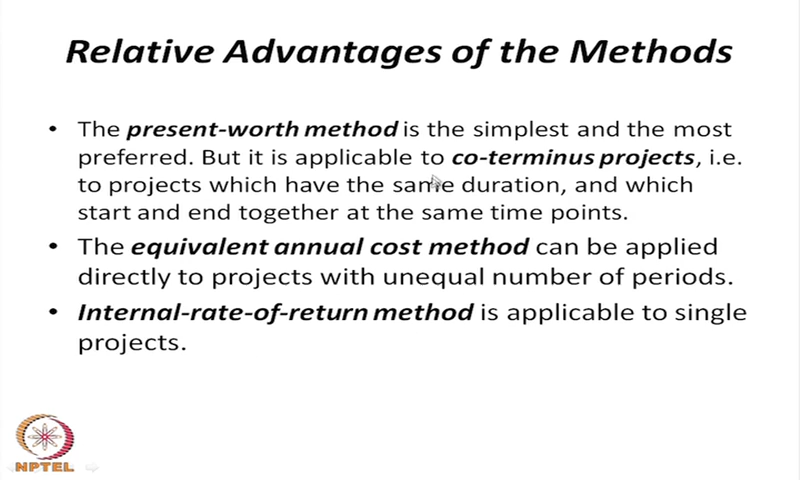 Relative Advantages of the Methods
• The present-worth method is the simplest and the most
preferred. But it is applicable to co-terminus projects, i.e.
to projects which have the same duration, and which
start and end together at the same time points.
• The equivalent annual cost method can be applied
directly to projects with unequal number of periods.
• Internal-rate-of-return method is applicable to single
projects.
NPTEL